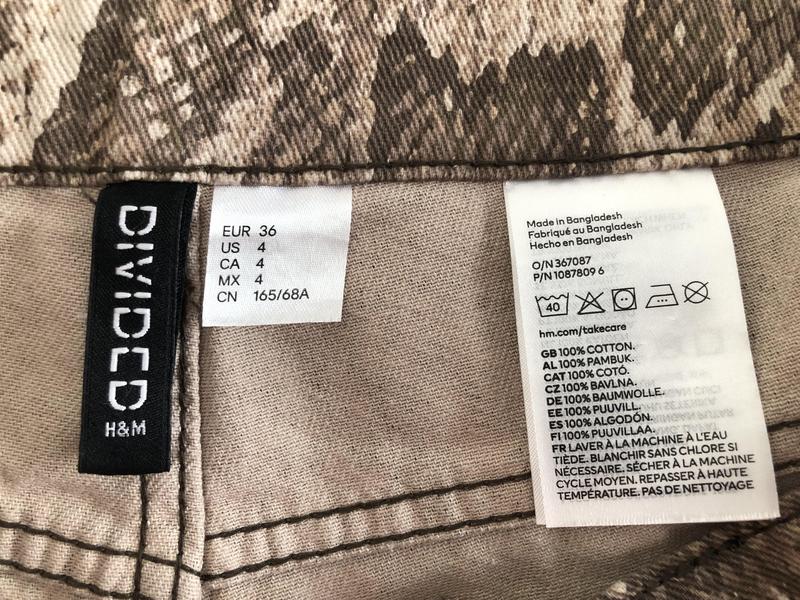 DIVIDED
H&M
EUR 36
US 4
CA 4
MX 4
CN 165/68A
Made in Bangladesh
Fabriqué au Bangladesh
Hecho en Bangladesh
O/N 367087
P/N 1087809 6
40
hm.com/takecare
GB 100% COTTON.
AL 100% PAMBUK.
CAT 100% COTÓ.
CZ 100% BAVLNA.
DE 100% BAUMWOLLE.
EE 100% PUUVILL.
ES 100% ALGODÓN.
FI 100% PUUVILLAA.
FR LAVER À LA MACHINE À L'EAU
TIÈDE. BLANCHIR SANS CHLORE SI
NÉCESSAIRE. SÉCHER À LA MACHINE
CYCLE MOYEN. REPASSER À HAUTE
TEMPÉRATURE. PAS DE NETTOYAGE